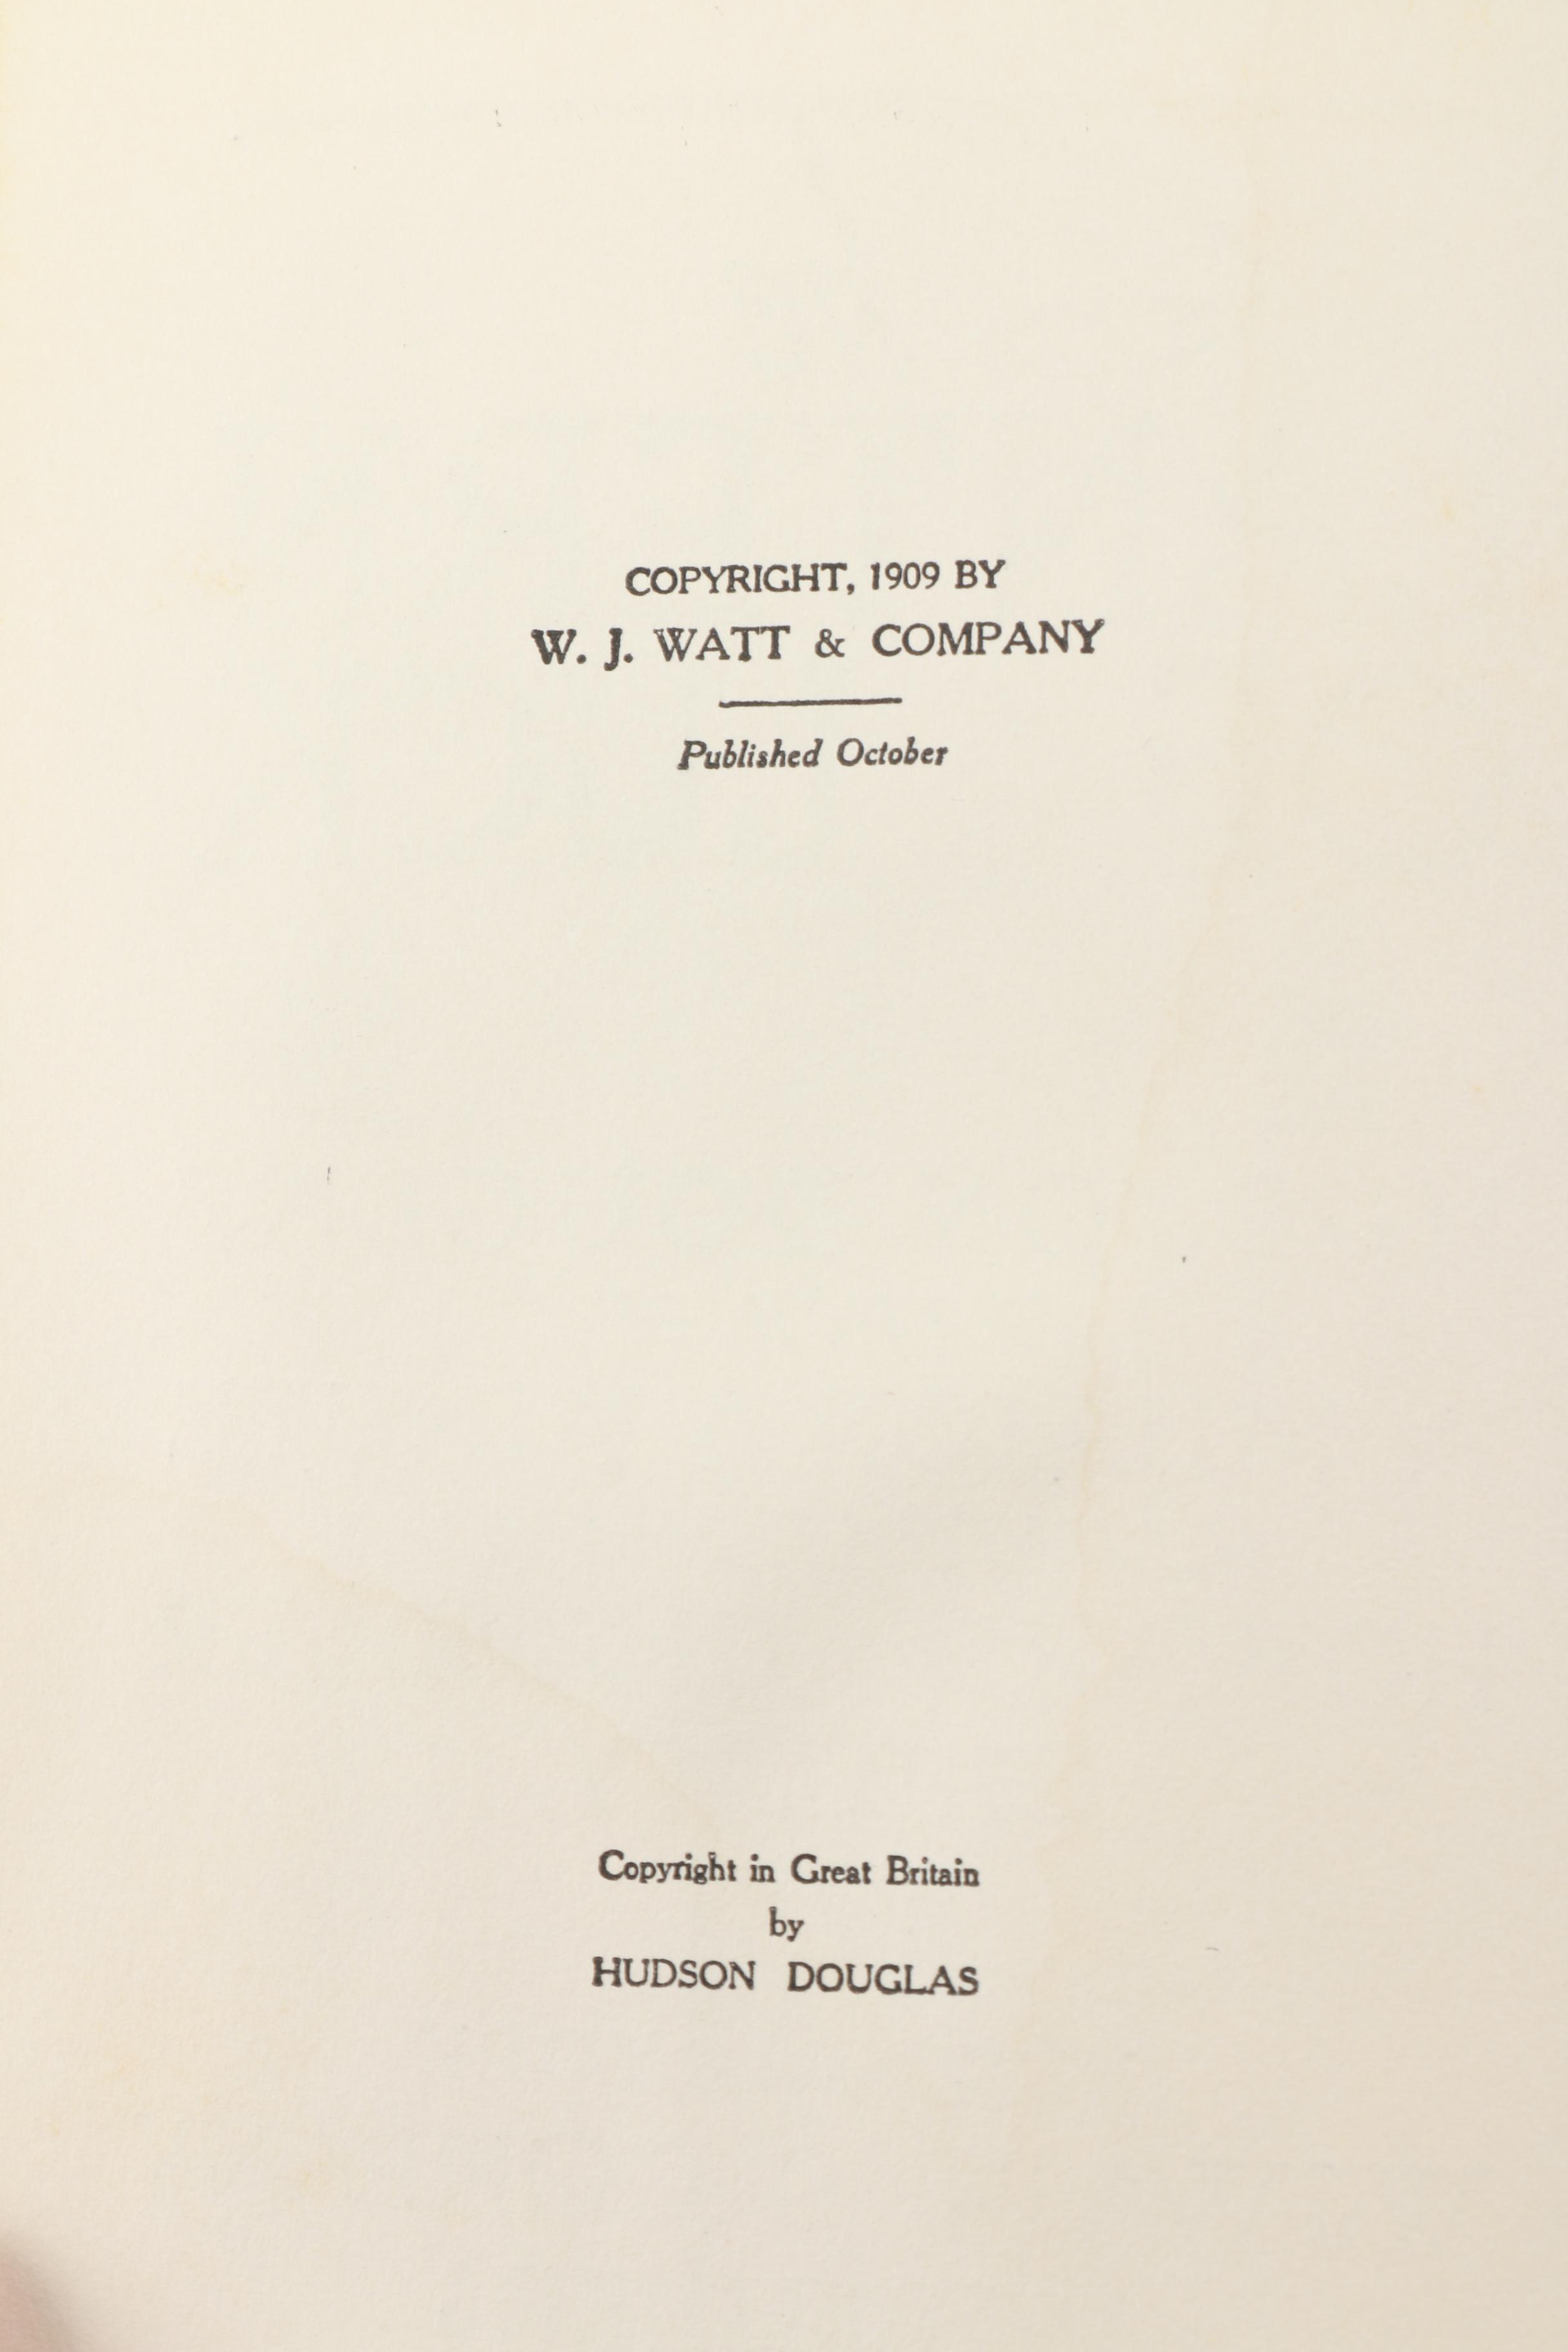 COPYRIGHT, 1909 BY
W. J. WATT & COMPANY
Published October
Copyright in Great Britain
by
HUDSON DOUGLAS